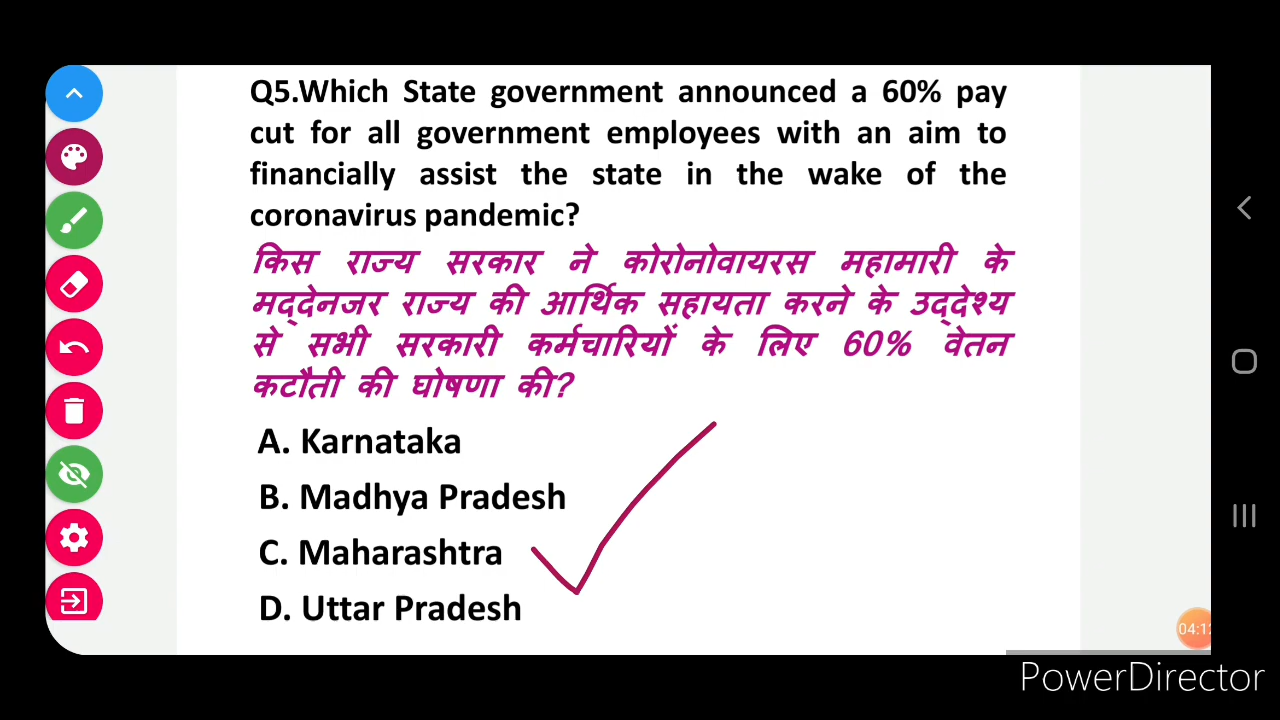 Q5.Which State government announced a 60% pay
cut for all government employees with an aim to
financially assist the state in the wake of the
coronavirus pandemic?
किस राज्य सरकार ने कोरोनोवायरस महामारी के
मद्देनजर राज्य की आर्थिक सहायता करने के उद्देश्य
से सभी सरकारी कर्मचारियों के लिए 60% वेतन
कटौती की घोषणा की?
A. Karnataka
B. Madhya Pradesh
C. Maharashtra
D. Uttar Pradesh
PowerDirector